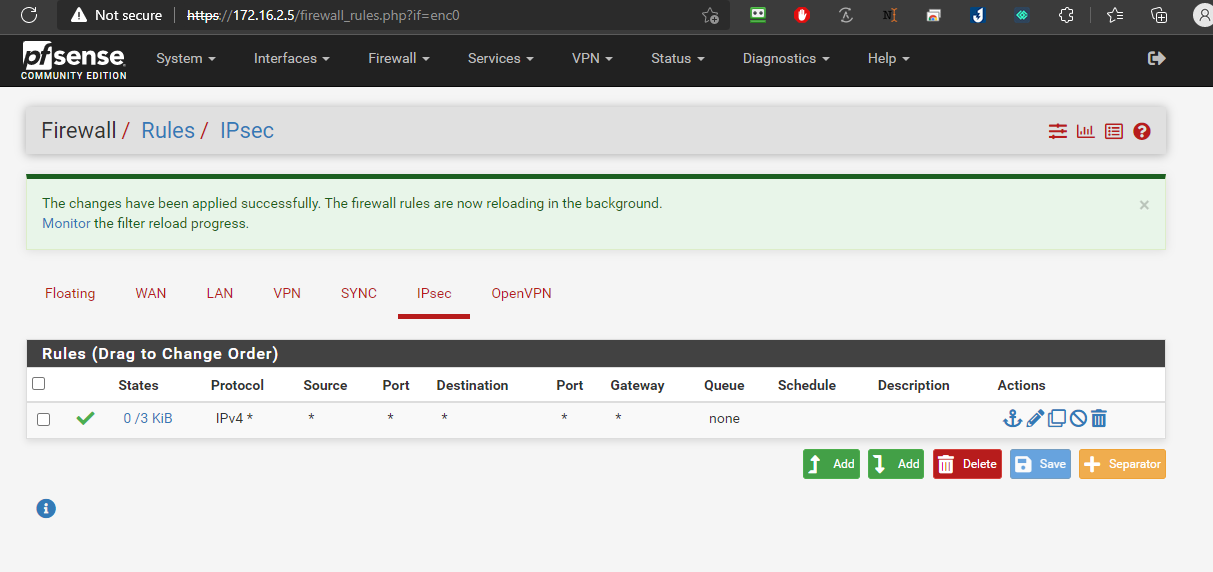 Not secure https://172.16.2.5/firewall_rules.php?if=enc0
pfsense
COMMUNITY EDITION
System Interfaces Firewall Services VPN Status Diagnostics Help
Firewall / Rules / IPsec
The changes have been applied successfully. The firewall rules are now reloading in the background.
Monitor the filter reload progress.
Floating WAN LAN VPN SYNC IPsec OpenVPN
Rules (Drag to Change Order)
States Protocol Source Port Destination Port Gateway Queue Schedule Description Actions
0 /3 KiB IPv4 * * * * * * none
Add Add Delete Save Separator